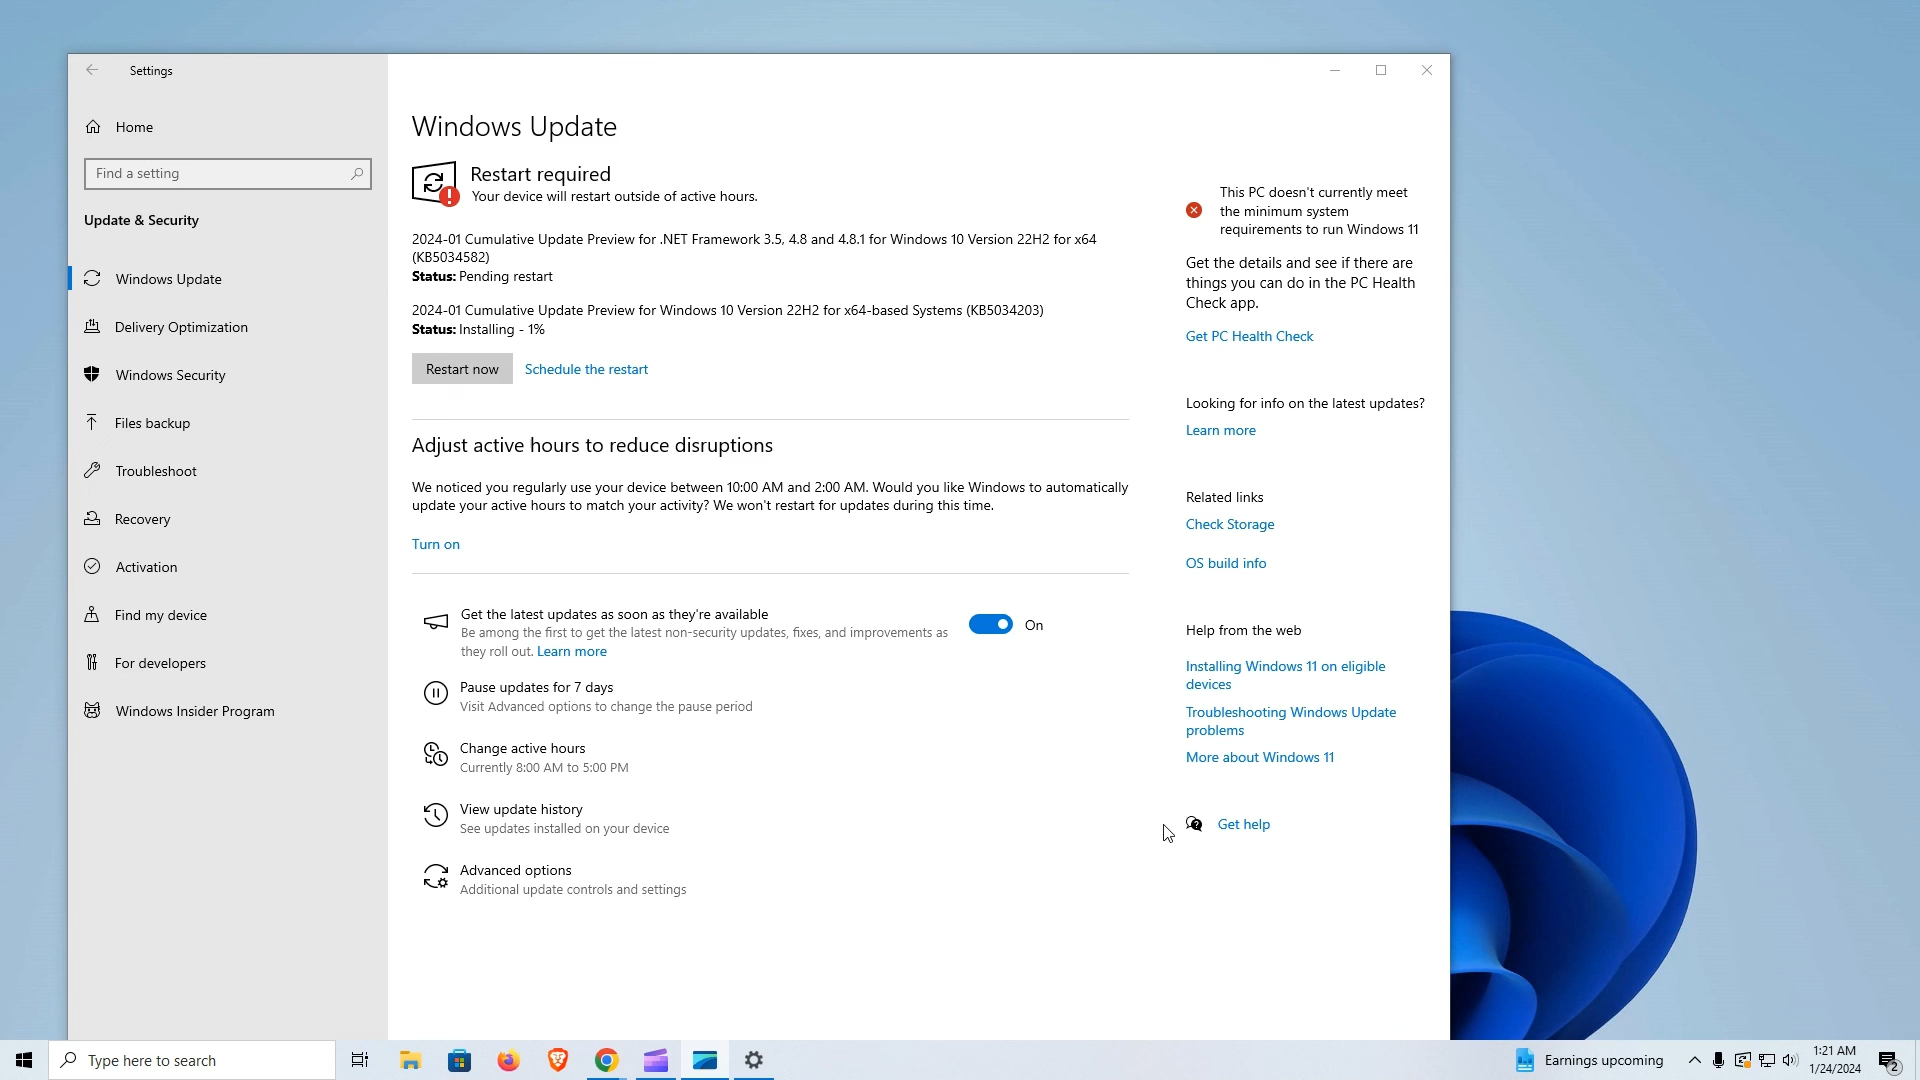 Settings
Home
Find a setting
Update & Security
Windows Update
Delivery Optimization
Windows Security
Files backup
Troubleshoot
Recovery
Activation
Find my device
For developers
Windows Insider Program
Windows Update
Restart required
Your device will restart outside of active hours.
2024-01 Cumulative Update Preview for .NET Framework 3.5, 4.8 and 4.8.1 for Windows 10 Version 22H2 for x64
(KB5034582)
Status: Pending restart
2024-01 Cumulative Update Preview for Windows 10 Version 22H2 for x64-based Systems (KB5034203)
Status: Installing - 1%
Restart now Schedule the restart
Adjust active hours to reduce disruptions
We noticed you regularly use your device between 10:00 AM and 2:00 AM. Would you like Windows to automatically
update your active hours to match your activity? We won't restart for updates during this time.
Turn on
Get the latest updates as soon as they're available
Be among the first to get the latest non-security updates, fixes, and improvements as
they roll out. Learn more
On
Pause updates for 7 days
Visit Advanced options to change the pause period
Change active hours
Currently 8:00 AM to 5:00 PM
View update history
See updates installed on your device
Advanced options
Additional update controls and settings
This PC doesn't currently meet
the minimum system
requirements to run Windows 11
Get the details and see if there are
things you can do in the PC Health
Check app.
Get PC Health Check
Looking for info on the latest updates?
Learn more
Related links
Check Storage
OS build info
Help from the web
Installing Windows 11 on eligible
devices
Troubleshooting Windows Update
problems
More about Windows 11
Get help
Type here to search
Earnings upcoming
1:21 AM
1/24/2024
2